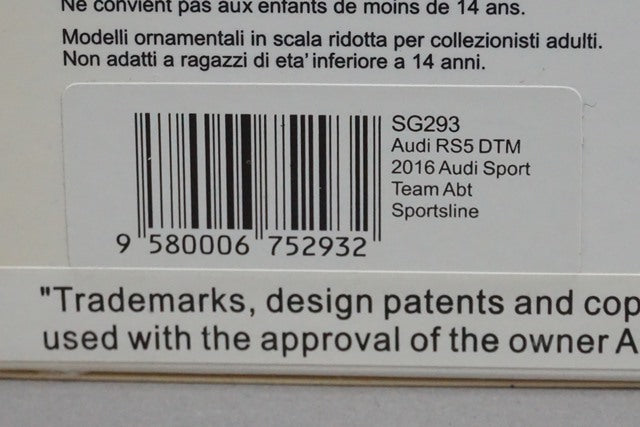 Ne convient pas aux enfants de moins de 14 ans.
Modelli ornamentali in scala ridotta per collezionisti adulti.
Non adatti a ragazzi di eta' inferiore a 14 anni.
SG293
Audi RS5 DTM
2016 Audi Sport
Team Abt
Sportsline
9 580006 752932
"Trademarks, design patents and cop
used with the approval of the owner A